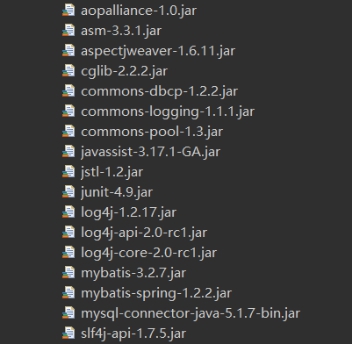 aopalliance-1.0.jar
asm-3.3.1.jar
aspectjweaver-1.6.11.jar
cglib-2.2.2.jar
commons-dbcp-1.2.2.jar
commons-logging-1.1.1.jar
commons-pool-1.3.jar
javassist-3.17.1-GA.jar
jstl-1.2.jar
junit-4.9.jar
log4j-1.2.17.jar
log4j-api-2.0-rc1.jar
log4j-core-2.0-rc1.jar
mybatis-3.2.7.jar
mybatis-spring-1.2.2.jar
mysql-connector-java-5.1.7-bin.jar
slf4j-api-1.7.5.jar